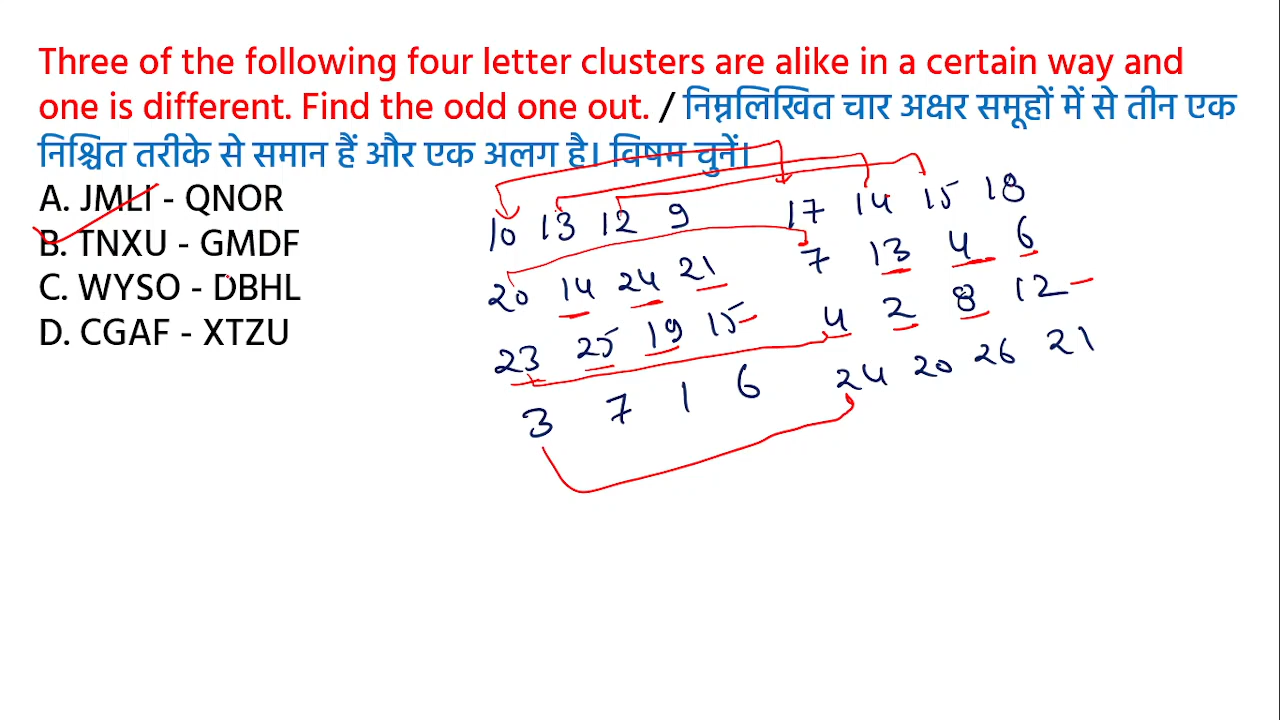 Three of the following four letter clusters are alike in a certain way and
one is different. Find the odd one out. / निम्नलिखित चार अक्षर समूहों में से तीन एक
निश्चित तरीके से समान हैं और एक अलग है। विषम चुनें।
A. JMLI - QNOR
B. TNXU - GMDF
C. WYSO - DBHL
D. CGAF - XTZU
10 13 12 9 17 14 15 18
20 14 24 21 7 13 4 6
23 25 19 15 4 2 8 12
3 7 1 6 24 20 26 21